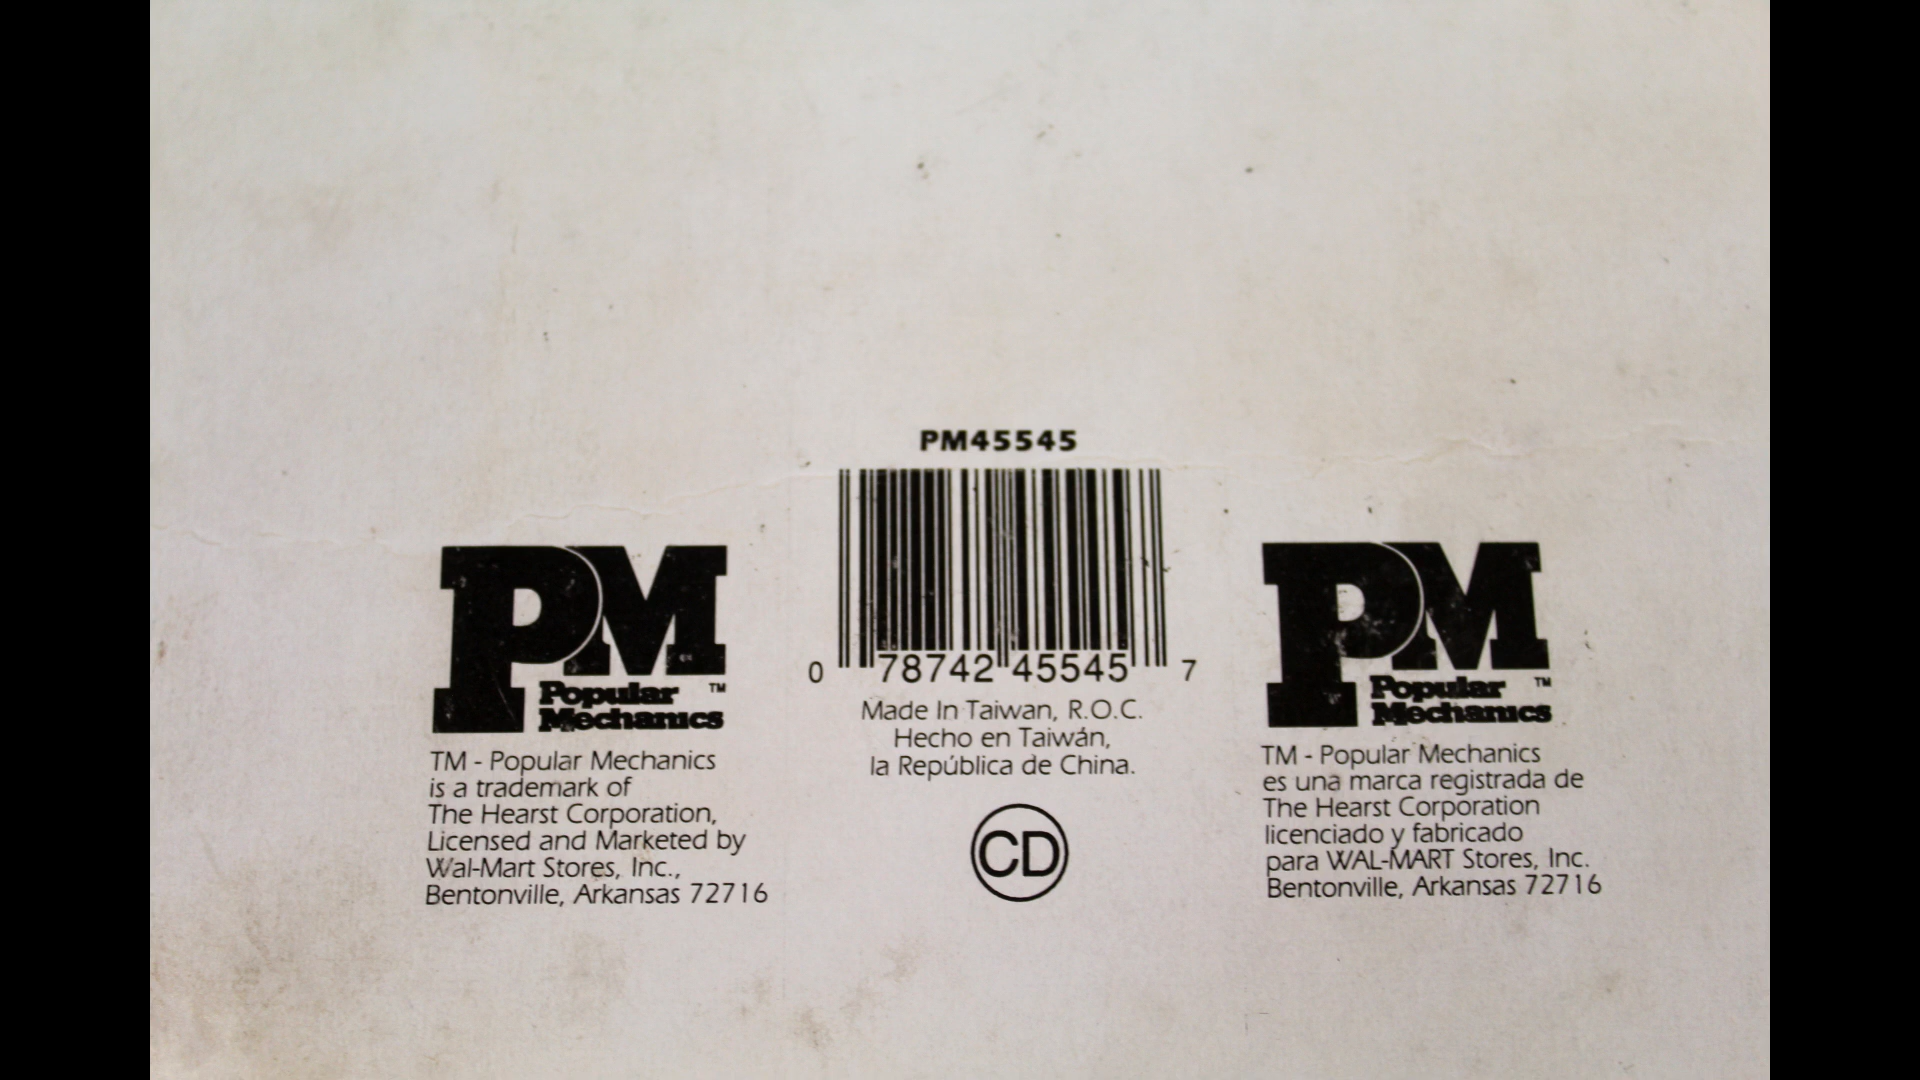 PM45545
0 78742 45545 7
Made In Taiwan, R.O.C.
Hecho en Taiwán,
la República de China.
CD
PM
Popular ™
Mechanics
TM - Popular Mechanics
is a trademark of
The Hearst Corporation,
Licensed and Marketed by
Wal-Mart Stores, Inc.,
Bentonville, Arkansas 72716
PM
Popular ™
Mechanics
TM - Popular Mechanics
es una marca registrada de
The Hearst Corporation
licenciado y fabricado
para WAL-MART Stores, Inc.
Bentonville, Arkansas 72716